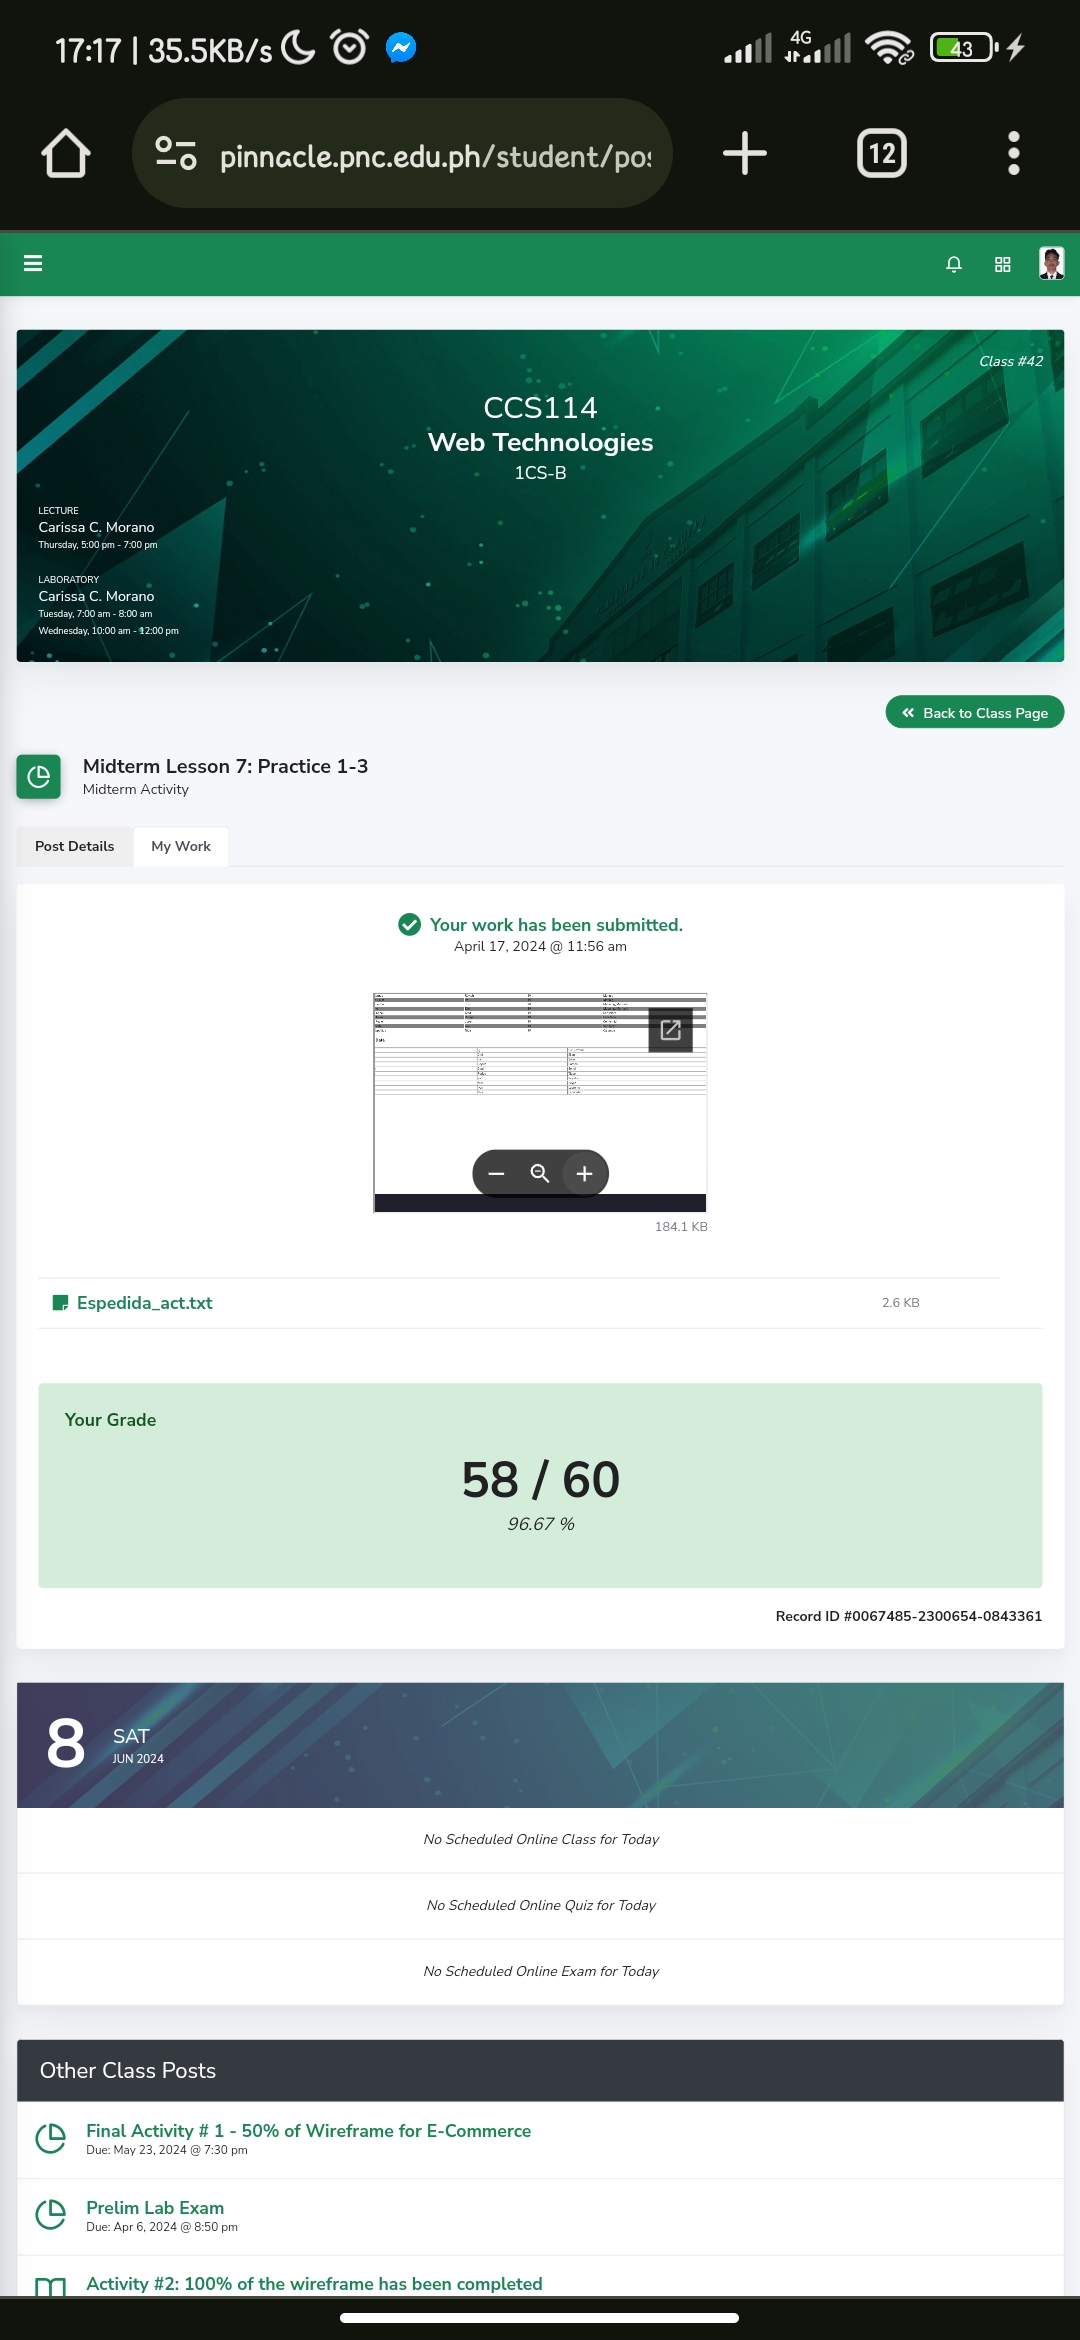 17:17 | 35.5KB/s
4G
43
pinnacle.pnc.edu.ph/student/pos
12
Class #42
CCS114
Web Technologies
1CS-B
LECTURE
Carissa C. Morano
Thursday, 5:00 pm - 7:00 pm
LABORATORY
Carissa C. Morano
Tuesday, 7:00 am - 8:00 am
Wednesday, 10:00 am - 12:00 pm
Back to Class Page
Midterm Lesson 7: Practice 1-3
Midterm Activity
Post Details
My Work
Your work has been submitted.
April 17, 2024 @ 11:56 am
184.1 KB
Espedida_act.txt
2.6 KB
Your Grade
58 / 60
96.67 %
Record ID #0067485-2300654-0843361
8
SAT
JUN 2024
No Scheduled Online Class for Today
No Scheduled Online Quiz for Today
No Scheduled Online Exam for Today
Other Class Posts
Final Activity # 1 - 50% of Wireframe for E-Commerce
Due: May 23, 2024 @ 7:30 pm
Prelim Lab Exam
Due: Apr 6, 2024 @ 8:50 pm
Activity #2: 100% of the wireframe has been completed